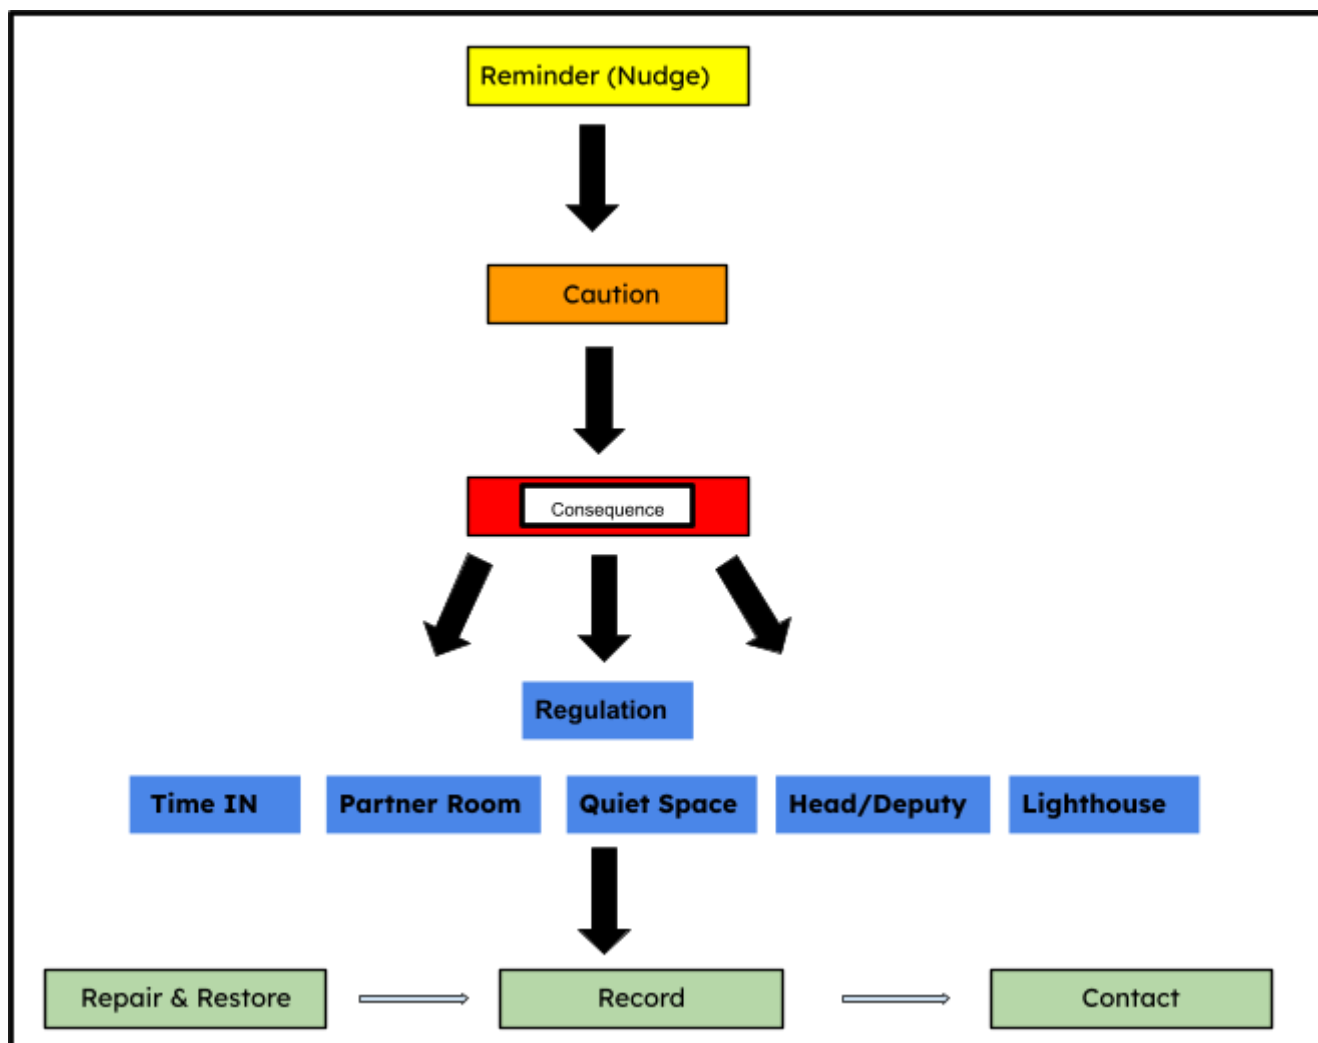 Reminder (Nudge)
Caution
Consequence
Regulation
Time IN
Partner Room
Quiet Space
Head/Deputy
Lighthouse
Repair & Restore
Record
Contact